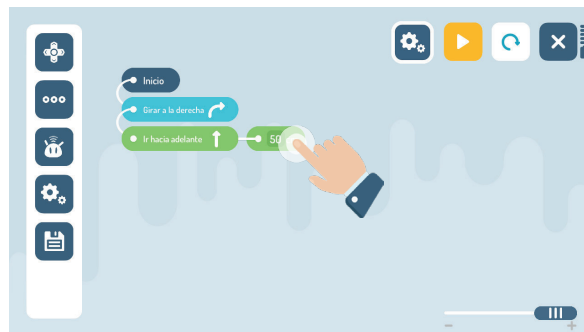 Inicio
Girar a la derecha
Ir hacia adelante
50
- +